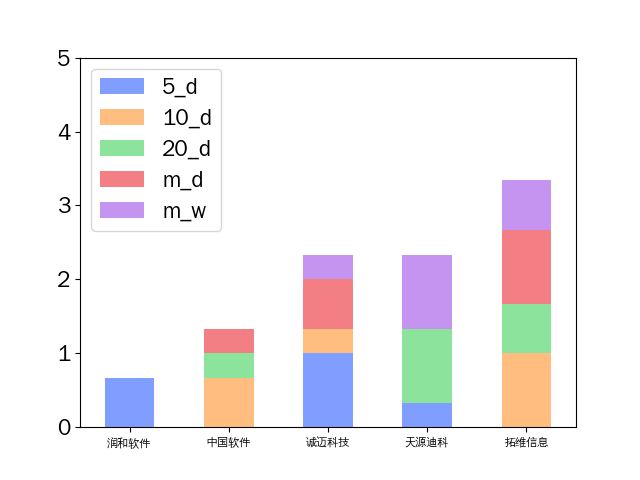 5
4
3
2
1
0
5_d
10_d
20_d
m_d
m_w
润和软件
中国软件
诚迈科技
天源迪科
拓维信息